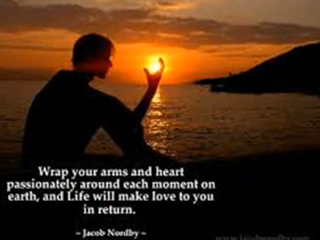 Wrap your arms and heart
passionately around each moment on
earth, and Life will make love to you
in return.
~ Jacob Nordby ~